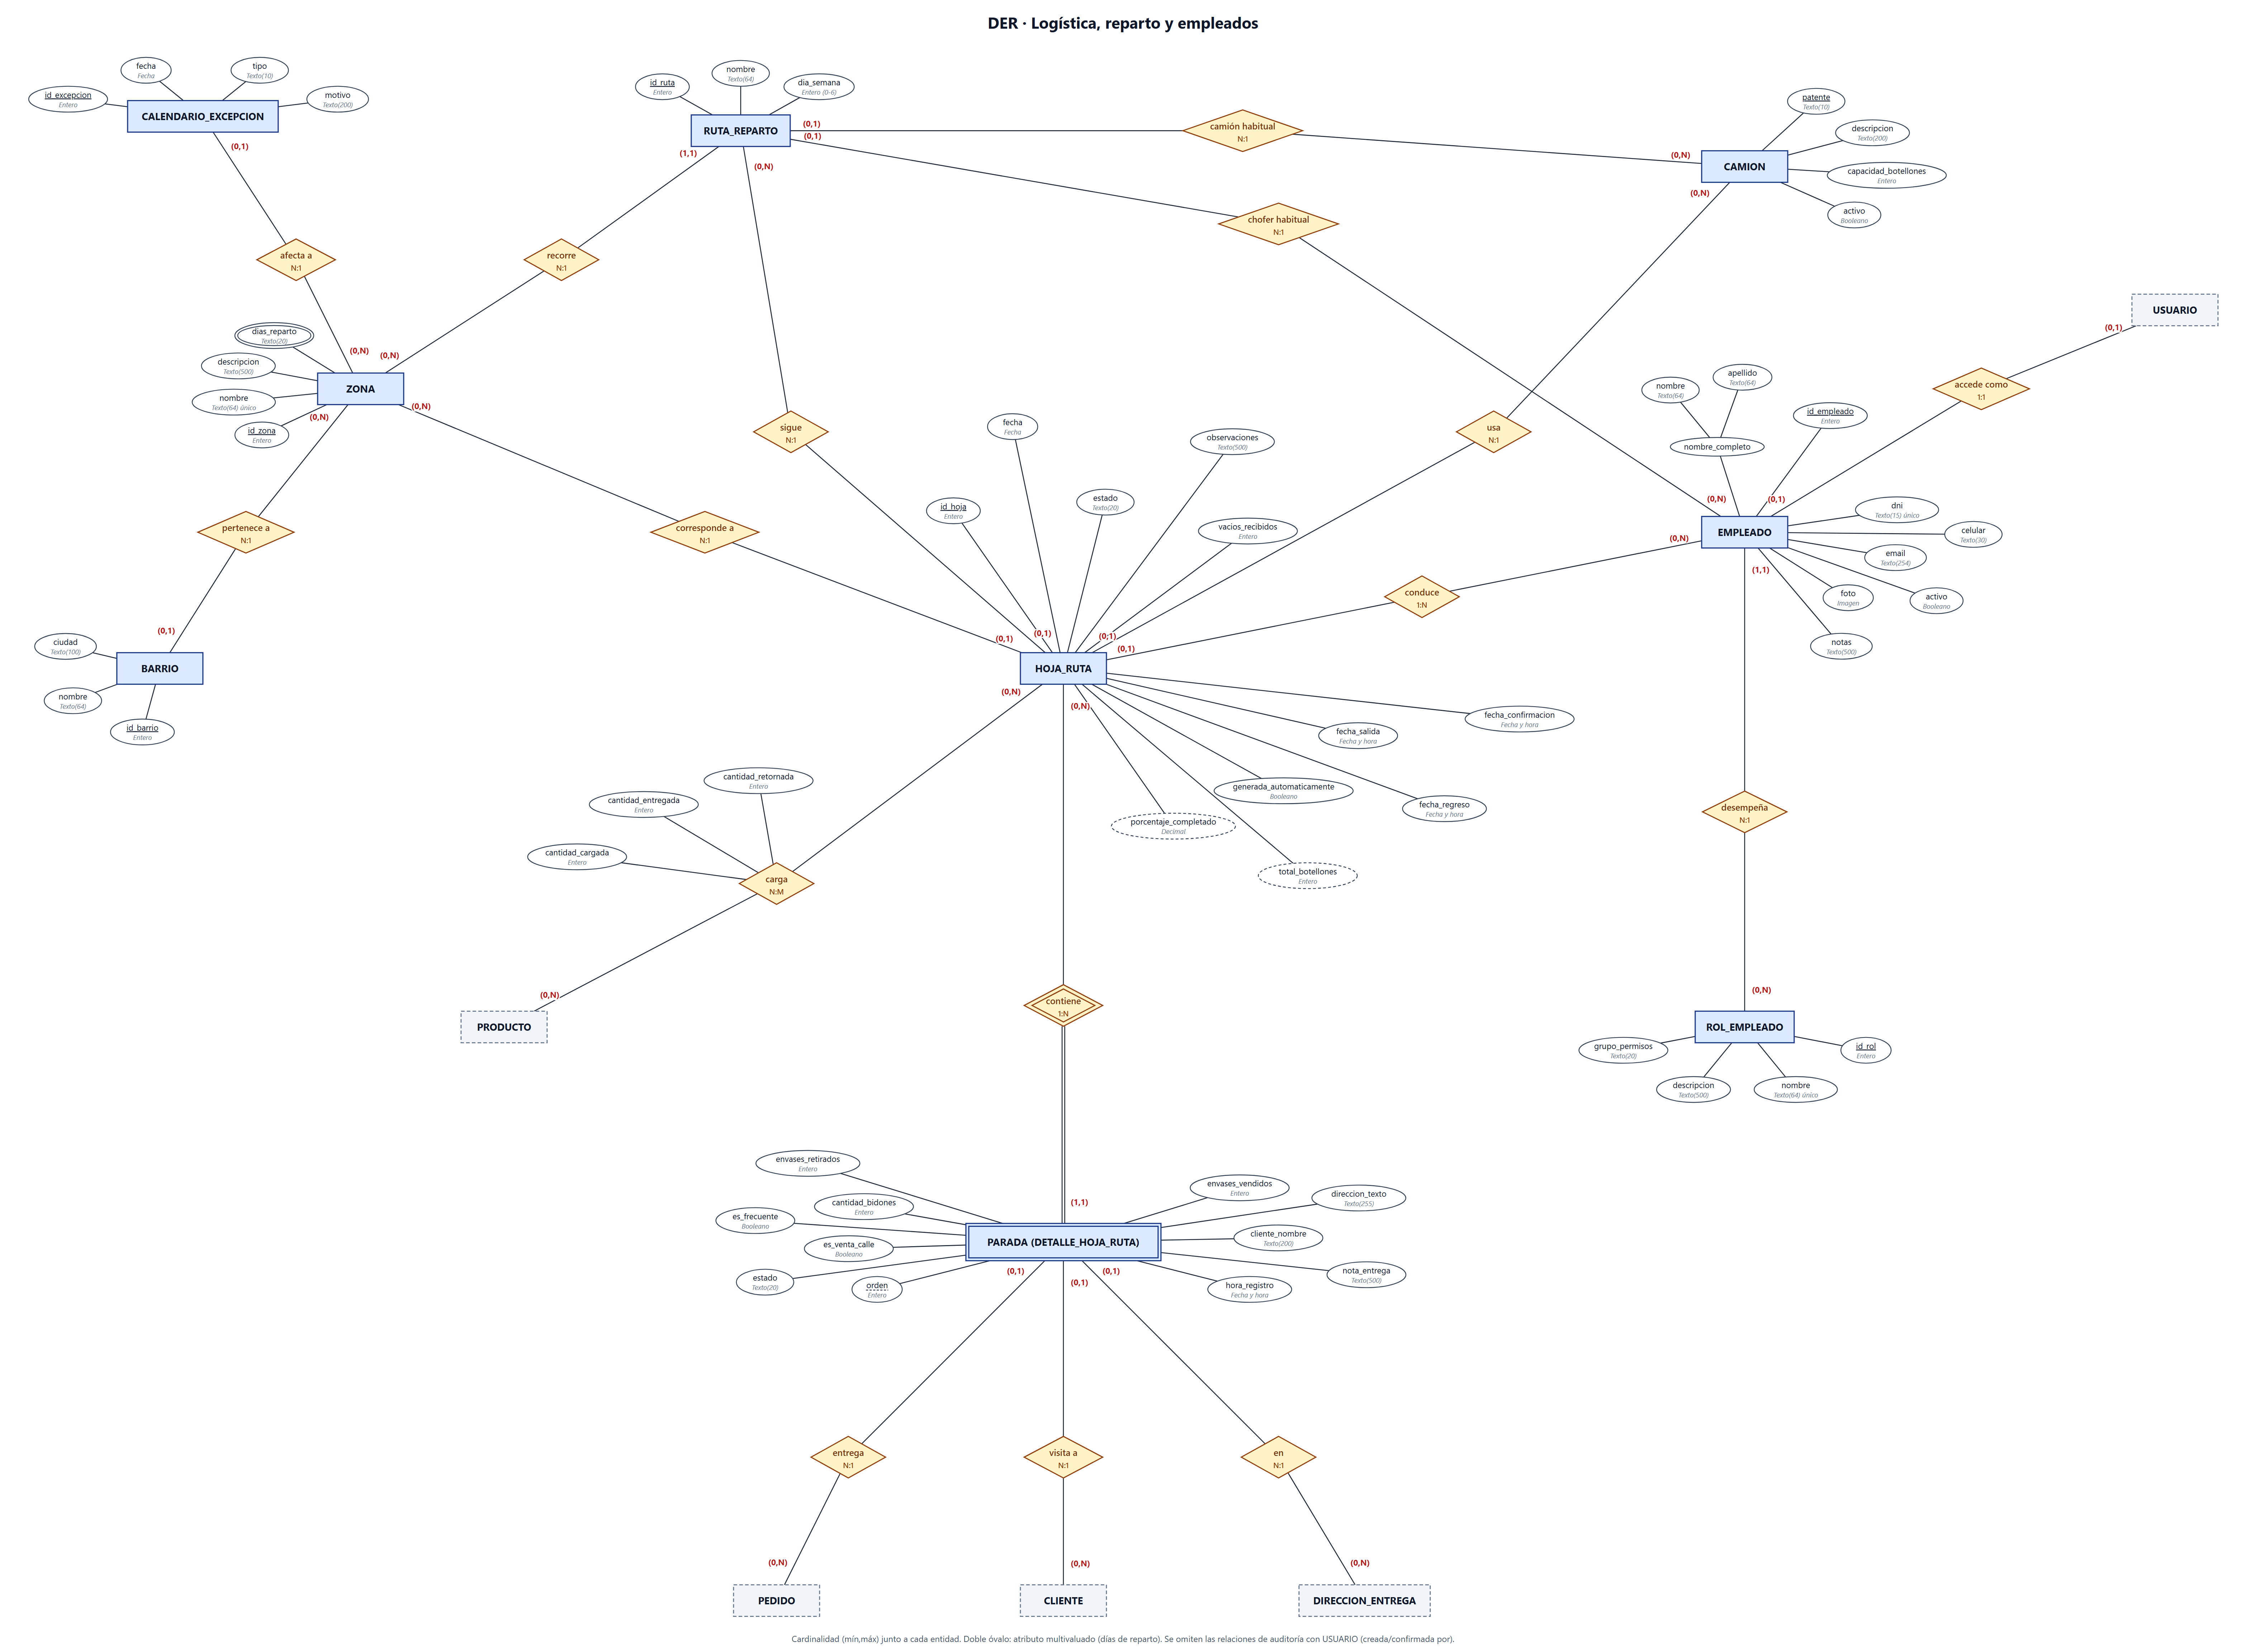 DER · Logística, reparto y empleados
fecha
Fecha
tipo
Texto(10)
id_excepcion
Entero
motivo
Texto(200)
CALENDARIO_EXCEPCION
(0,1)
id_ruta
Entero
nombre
Texto(64)
dia_semana
Entero (0-6)
RUTA_REPARTO
(0,1)
(0,1)
(1,1)
(0,N)
camión habitual
N:1
chofer habitual
N:1
patente
Texto(10)
descripcion
Texto(200)
capacidad_botellones
Entero
activo
Booleano
CAMION
(0,N)
(0,N)
afecta a
N:1
recorre
N:1
USUARIO
(0,1)
accede como
1:1
dias_reparto
Texto(20)
descripcion
Texto(500)
nombre
Texto(64) único
id_zona
Entero
ZONA
(0,N)
(0,N)
(0,N)
(0,N)
sigue
N:1
usa
N:1
pertenece a
N:1
corresponde a
N:1
fecha
Fecha
observaciones
Texto(500)
id_hoja
Entero
estado
Texto(20)
vacios_recibidos
Entero
nombre
Texto(64)
apellido
Texto(64)
nombre_completo
id_empleado
Entero
dni
Texto(15) único
celular
Texto(30)
email
Texto(254)
foto
Imagen
activo
Booleano
notas
Texto(500)
EMPLEADO
(0,N)
(0,1)
(0,N)
(1,1)
conduce
1:N
(0,1)
ciudad
Texto(100)
nombre
Texto(64)
id_barrio
Entero
BARRIO
(0,1)
(0,1)
(0,1)
(0,1)
HOJA_RUTA
(0,N)
(0,N)
fecha_confirmacion
Fecha y hora
fecha_salida
Fecha y hora
generada_automaticamente
Booleano
fecha_regreso
Fecha y hora
porcentaje_completado
Decimal
total_botellones
Entero
cantidad_retornada
Entero
cantidad_entregada
Entero
cantidad_cargada
Entero
carga
N:M
desempeña
N:1
(0,N)
PRODUCTO
contiene
1:N
(0,N)
ROL_EMPLEADO
grupo_permisos
Texto(20)
descripcion
Texto(500)
nombre
Texto(64) único
id_rol
Entero
envases_retirados
Entero
cantidad_bidones
Entero
es_frecuente
Booleano
es_venta_calle
Booleano
estado
Texto(20)
orden
Entero
(1,1)
PARADA (DETALLE_HOJA_RUTA)
envases_vendidos
Entero
direccion_texto
Texto(255)
cliente_nombre
Texto(200)
nota_entrega
Texto(500)
hora_registro
Fecha y hora
(0,1)
(0,1)
(0,1)
entrega
N:1
visita a
N:1
en
N:1
(0,N)
(0,N)
(0,N)
PEDIDO
CLIENTE
DIRECCION_ENTREGA
Cardinalidad (mín,máx) junto a cada entidad. Doble óvalo: atributo multivaluado (días de reparto). Se omiten las relaciones de auditoría con USUARIO (creada/confirmada por).